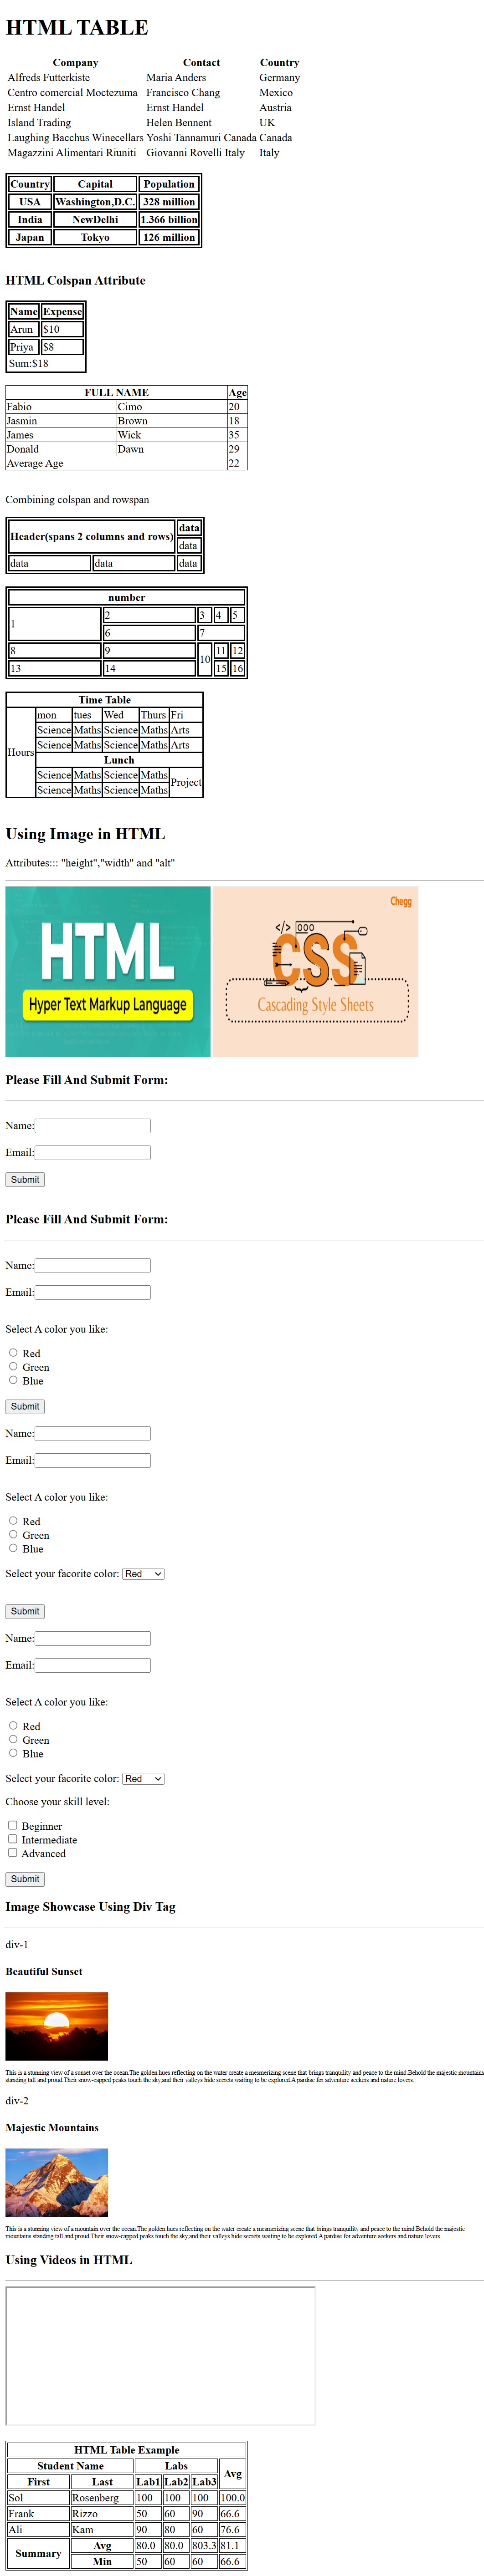 HTML TABLE
Company Contact Country
Alfreds Futterkiste Maria Anders Germany
Centro comercial Moctezuma Francisco Chang Mexico
Ernst Handel Ernst Handel Austria
Island Trading Helen Bennent UK
Laughing Bacchus Winecellars Yoshi Tannamuri Canada Canada
Magazzini Alimentari Riuniti Giovanni Rovelli Italy Italy
Country Capital Population
USA Washington,D.C. 328 million
India NewDelhi 1.366 billion
Japan Tokyo 126 million
HTML Colspan Attribute
Name Expense
Arun $10
Priya $8
Sum:$18
FULL NAME Age
Fabio Cimo 20
Jasmin Brown 18
James Wick 35
Donald Dawn 29
Average Age 22
Combining colspan and rowspan
Header(spans 2 columns and rows) data
data
data data data
number
1 2 3 4 5
6 7
8 9 10 11 12
13 14 15 16
Time Table
Hours mon tues Wed Thurs Fri
Science Maths Science Maths Arts
Science Maths Science Maths Arts
Lunch
Science Maths Science Maths Project
Science Maths Science Maths
Using Image in HTML
Attributes::: "height","width" and "alt"
HTML
Hyper Text Markup Language
Chegg
</> 000
CSS
Cascading Style Sheets
Please Fill And Submit Form:
Name:
Email:
Submit
Please Fill And Submit Form:
Name:
Email:
Select A color you like:
Red
Green
Blue
Submit
Name:
Email:
Select A color you like:
Red
Green
Blue
Select your facorite color: Red
Submit
Name:
Email:
Select A color you like:
Red
Green
Blue
Select your facorite color: Red
Choose your skill level:
Beginner
Intermediate
Advanced
Submit
Image Showcase Using Div Tag
div-1
Beautiful Sunset
This is a stunning view of a sunset over the ocean.The golden hues reflecting on the water create a mesmerizing scene that brings tranquility and peace to the mind.Behold the majestic mountains
standing tall and proud.Their snow-capped peaks touch the sky,and their valleys hide secrets waiting to be explored.A pardise for adventure seekers and nature lovers.
div-2
Majestic Mountains
This is a stunning view of a mountain over the ocean.The golden hues reflecting on the water create a mesmerizing scene that brings tranquility and peace to the mind.Behold the majestic
mountains standing tall and proud.Their snow-capped peaks touch the sky,and their valleys hide secrets waiting to be explored.A pardise for adventure seekers and nature lovers.
Using Videos in HTML
HTML Table Example
Student Name Labs Avg
First Last Lab1 Lab2 Lab3
Sol Rosenberg 100 100 100 100.0
Frank Rizzo 50 60 90 66.6
Ali Kam 90 80 60 76.6
Summary Avg 80.0 80.0 803.3 81.1
Min 50 60 60 66.6